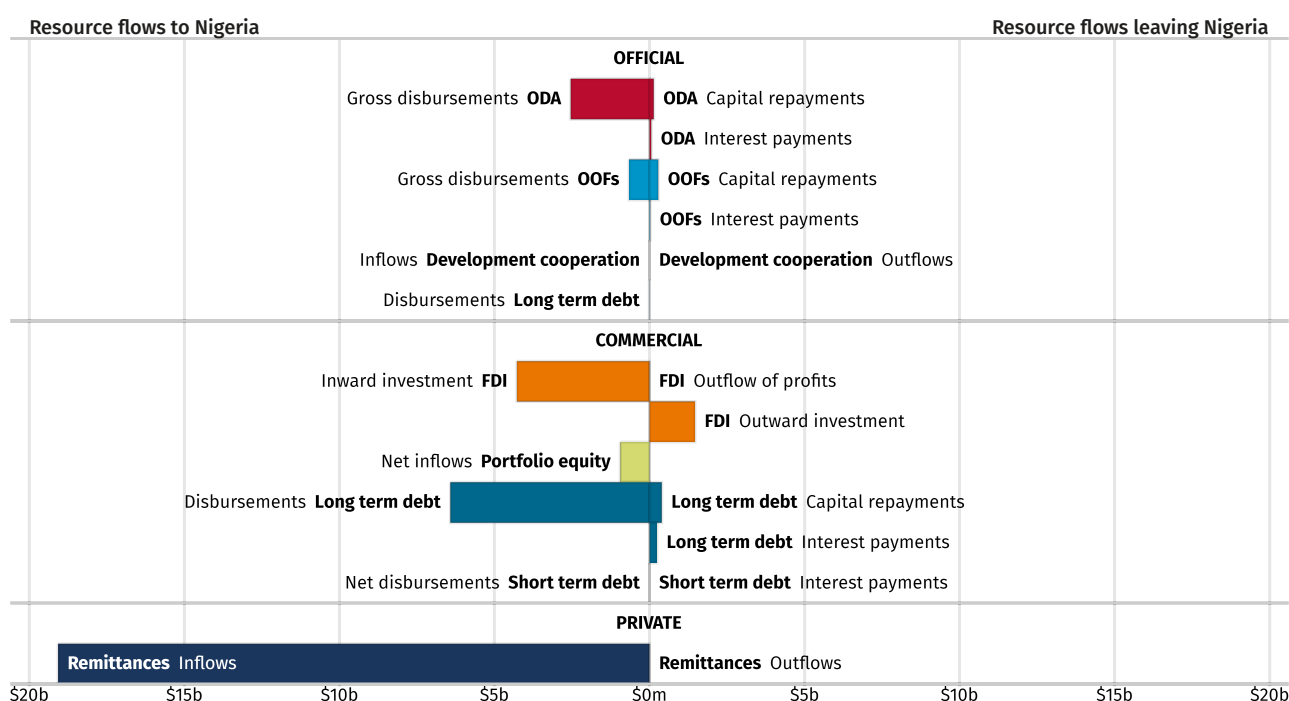 Resource flows to Nigeria Resource flows leaving Nigeria
OFFICIAL
Gross disbursements ODA ODA Capital repayments
ODA Interest payments
Gross disbursements OOFs OOFs Capital repayments
OOFs Interest payments
Inflows Development cooperation Development cooperation Outflows
Disbursements Long term debt
COMMERCIAL
Inward investment FDI FDI Outflow of profits
FDI Outward investment
Net inflows Portfolio equity
Disbursements Long term debt Long term debt Capital repayments
Long term debt Interest payments
Net disbursements Short term debt Short term debt Interest payments
PRIVATE
Remittances Inflows Remittances Outflows
$20b $15b $10b $5b $0m $5b $10b $15b $20b